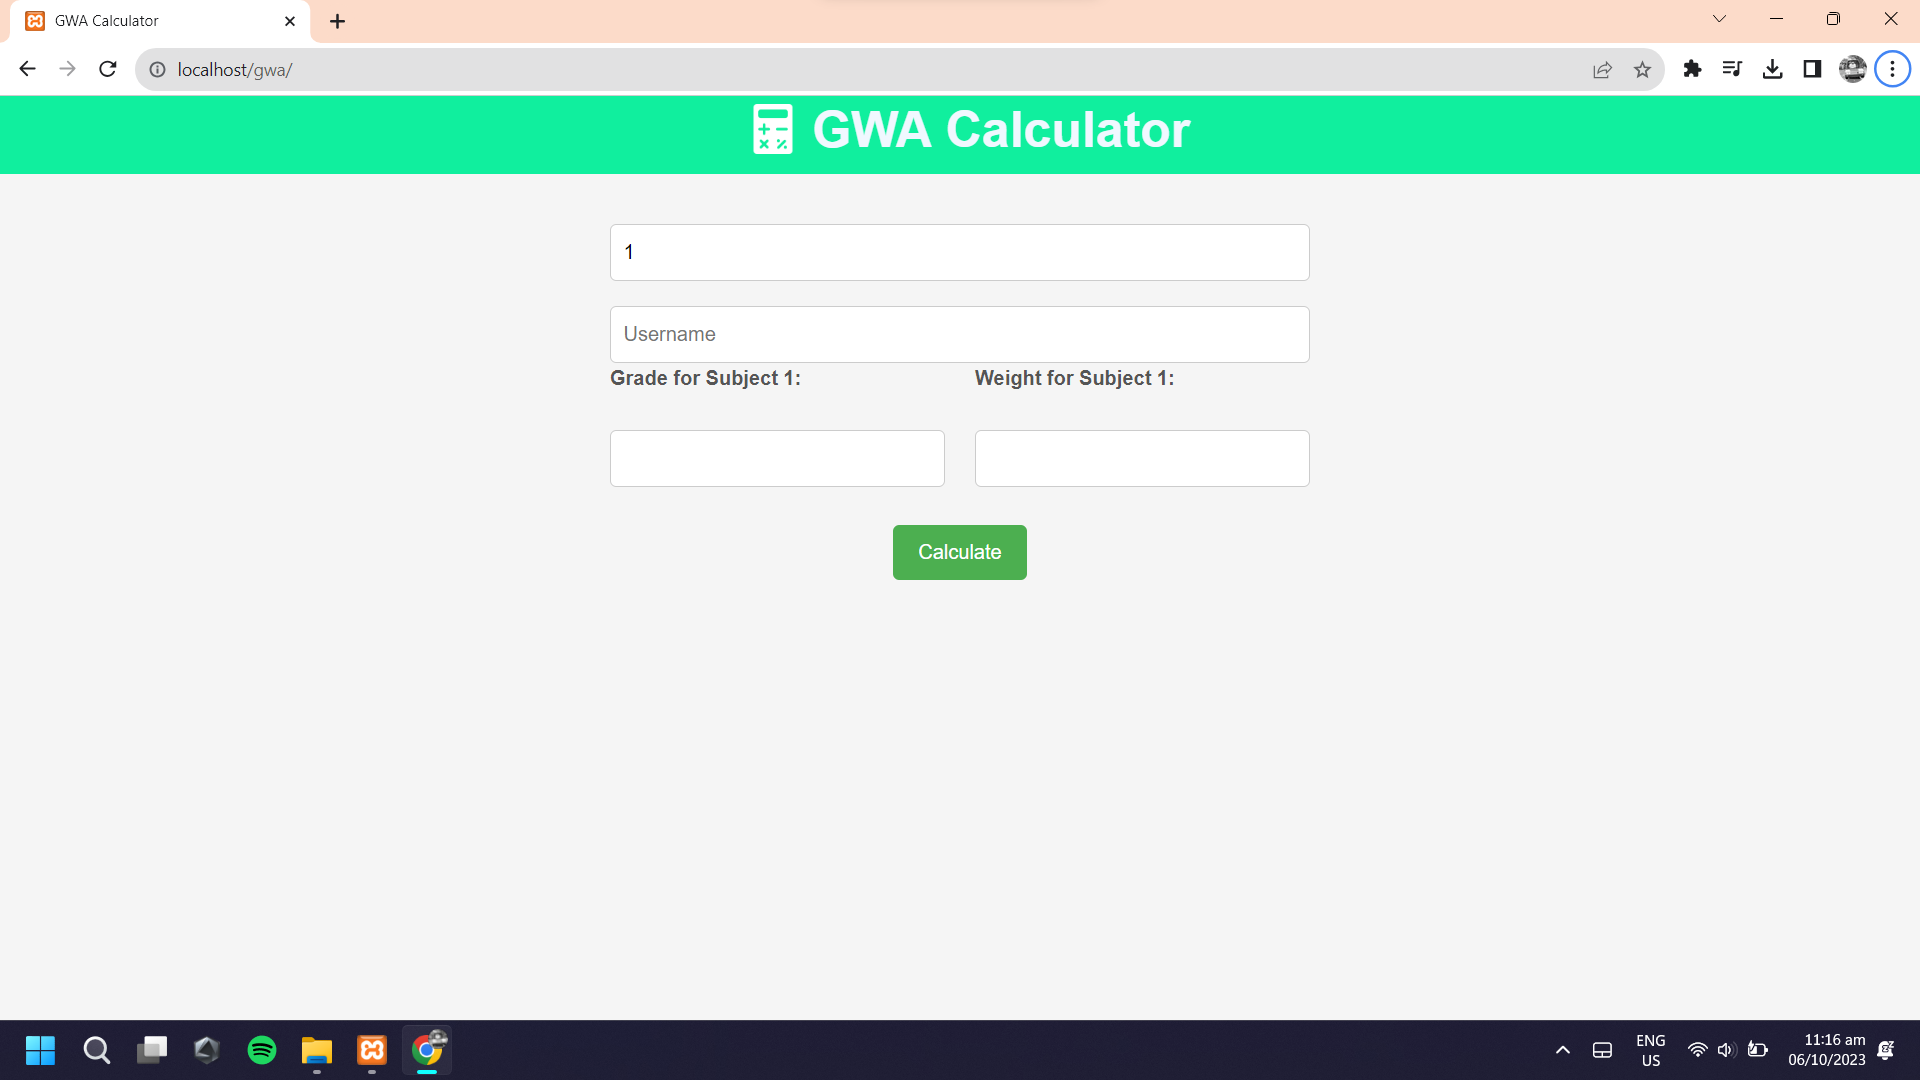 GWA Calculator
localhost/gwa/
GWA Calculator
1
Username
Grade for Subject 1:
Weight for Subject 1:
Calculate
ENG
US
11:16 am
06/10/2023